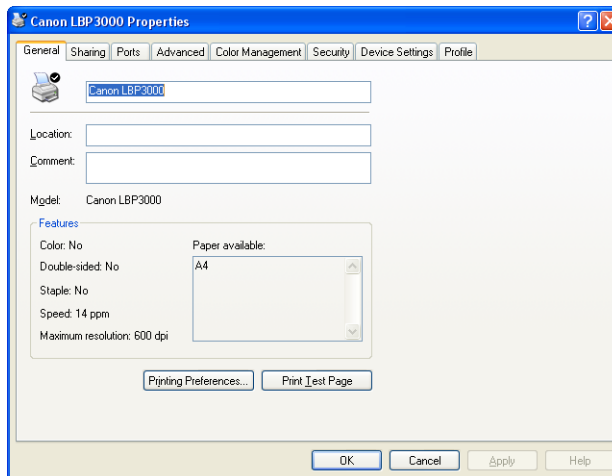 Canon LBP3000 Properties
General Sharing Ports Advanced Color Management Security Device Settings Profile
Canon LBP3000
Location:
Comment:
Model: Canon LBP3000
Features
Color: No Paper available:
Double-sided: No A4
Staple: No
Speed: 14 ppm
Maximum resolution: 600 dpi
Printing Preferences... Print Test Page
OK Cancel Apply Help